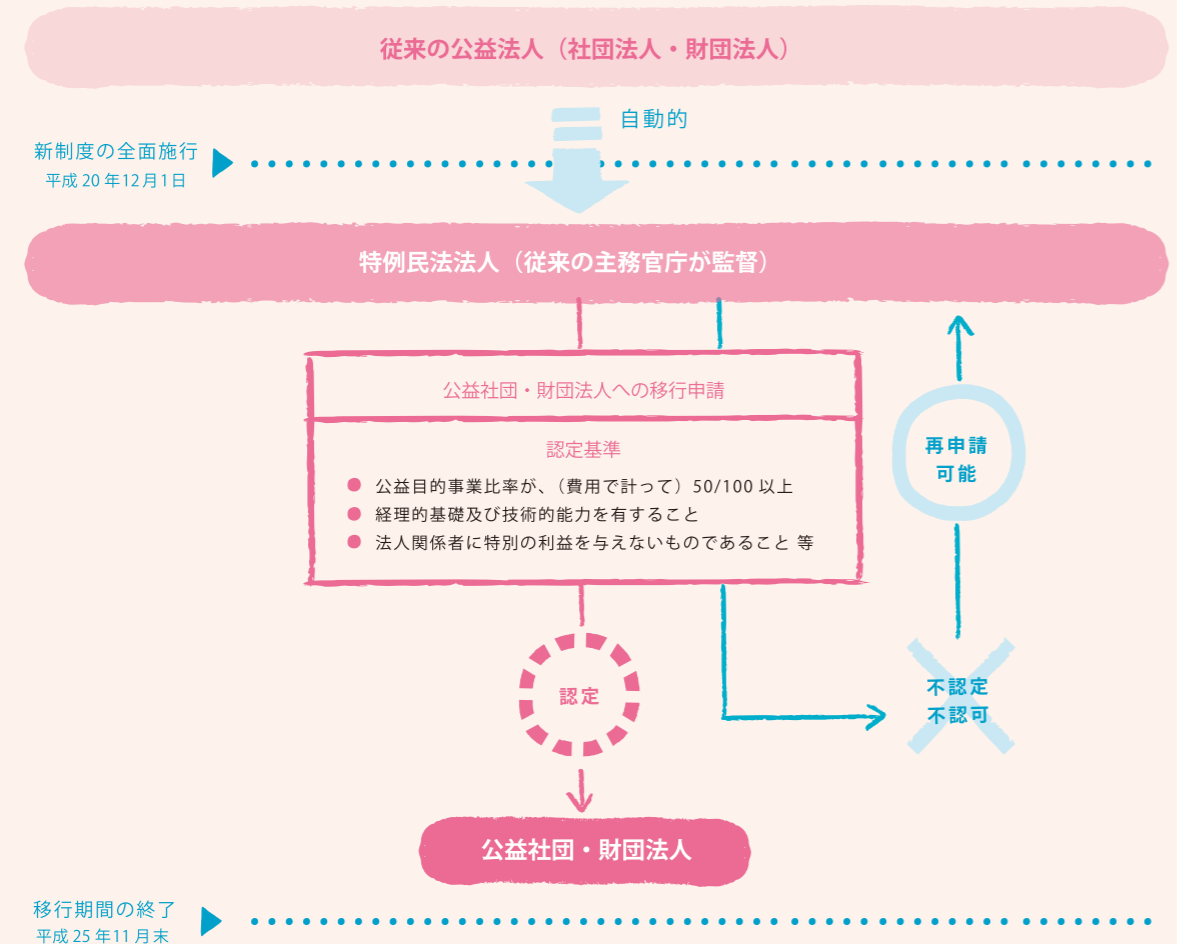 従来の公益法人（社団法人・財団法人）
自動的
新制度の全面施行
平成 20 年12月1日
特例民法法人（従来の主務官庁が監督）
公益社団・財団法人への移行申請
認定基準
公益目的事業比率が、（費用で計って）50/100 以上
経理的基礎及び技術的能力を有すること
法人関係者に特別の利益を与えないものであること 等
再申請
可能
認定
不認定
不認可
公益社団・財団法人
移行期間の終了
平成 25 年11 月末